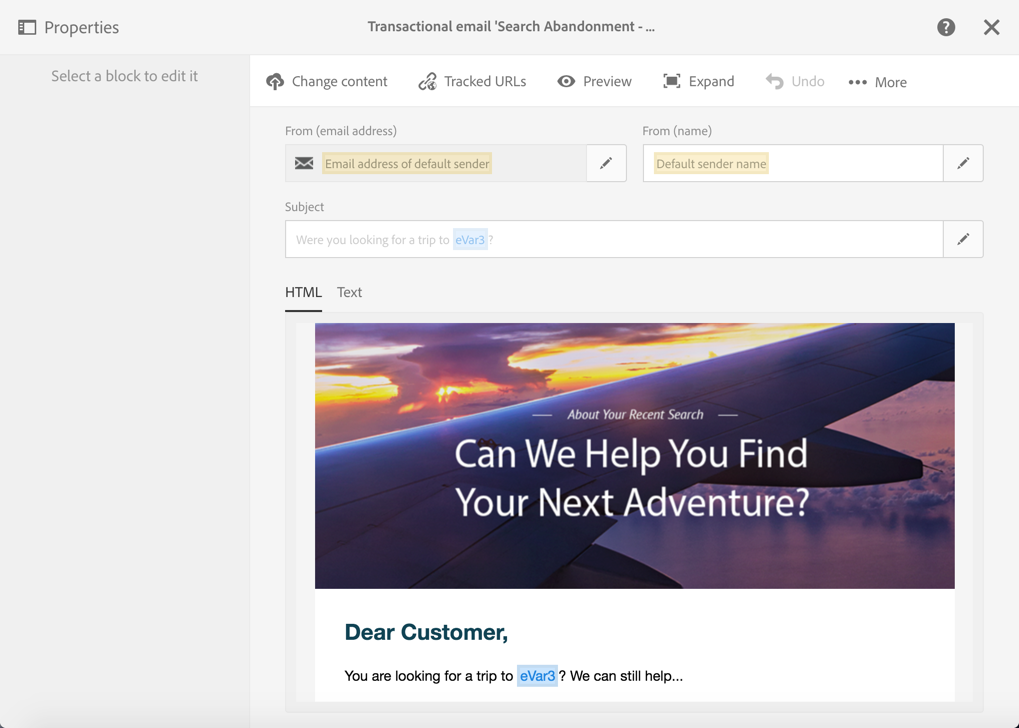 Properties
Transactional email 'Search Abandonment - ...
?
Select a block to edit it
Change content
Tracked URLs
Preview
Expand
Undo
More
From (email address)
From (name)
Email address of default sender
Default sender name
Subject
Were you looking for a trip to eVar3 ?
HTML
Text
About Your Recent Search
Can We Help You Find
Your Next Adventure?
Dear Customer,
You are looking for a trip to eVar3 ? We can still help...